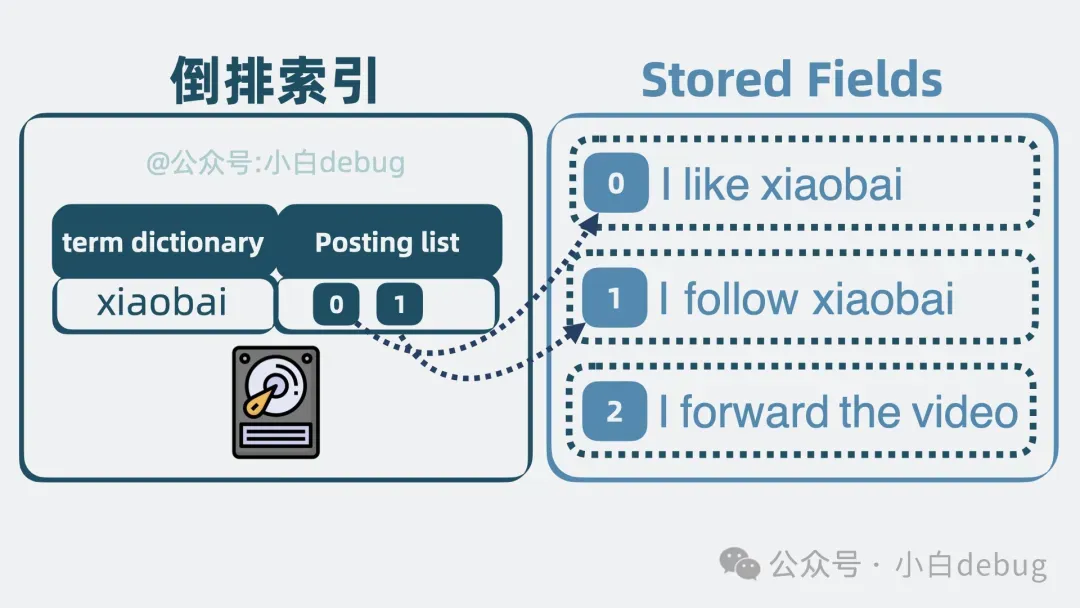 倒排索引
@公众号:小白debug
term dictionary Posting list
xiaobai 0 1
Stored Fields
0 I like xiaobai
1 I follow xiaobai
2 I forward the video
公众号 · 小白debug